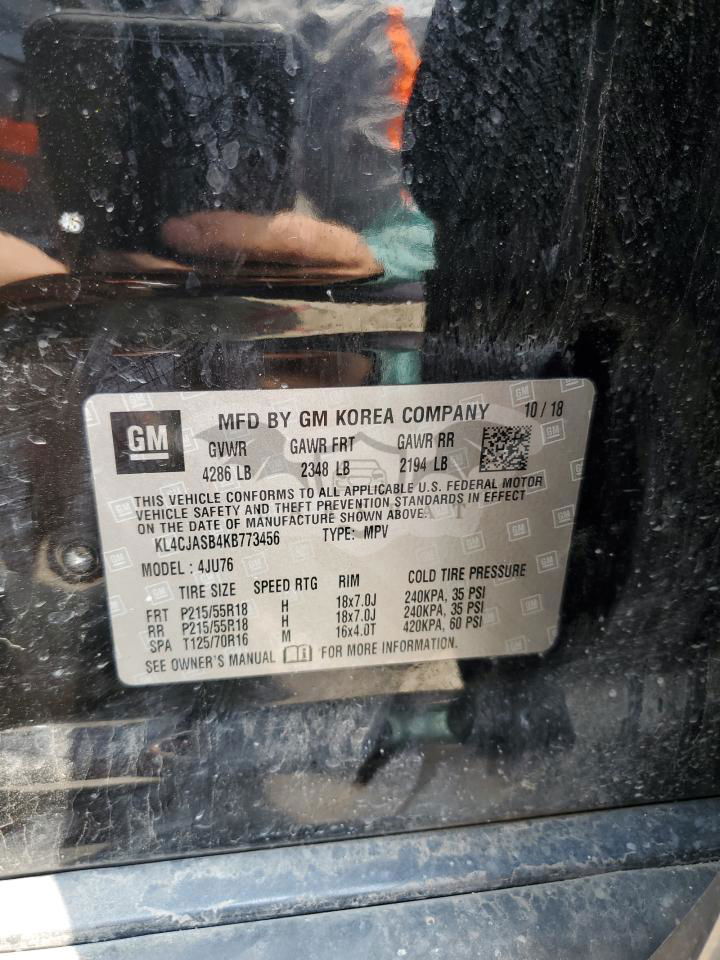 GM
MFD BY GM KOREA COMPANY 10 / 18
GVWR GAWR FRT GAWR RR
4286 LB 2348 LB 2194 LB
THIS VEHICLE CONFORMS TO ALL APPLICABLE U.S. FEDERAL MOTOR
VEHICLE SAFETY AND THEFT PREVENTION STANDARDS IN EFFECT
ON THE DATE OF MANUFACTURE SHOWN ABOVE.
KL4CJASB4KB773456 TYPE: MPV
MODEL : 4JU76
TIRE SIZE SPEED RTG RIM COLD TIRE PRESSURE
FRT P215/55R18 H 18x7.0J 240KPA, 35 PSI
RR P215/55R18 H 18x7.0J 240KPA, 35 PSI
SPA T125/70R16 M 16x4.0T 420KPA, 60 PSI
SEE OWNER'S MANUAL FOR MORE INFORMATION.